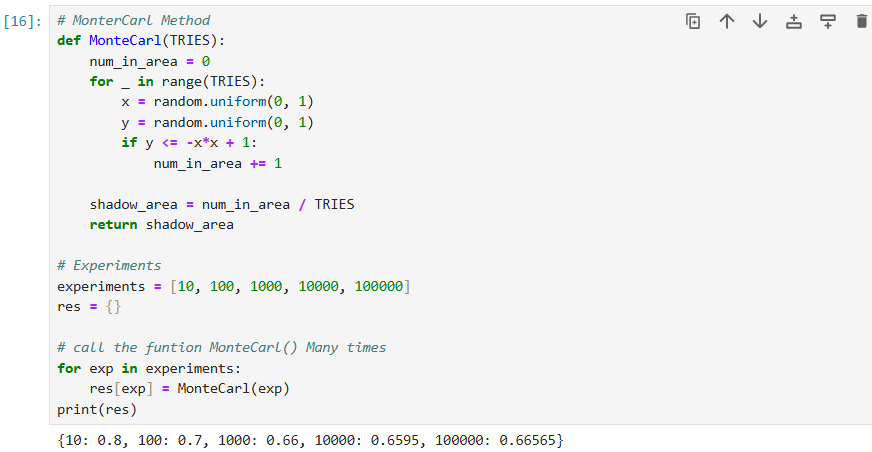 [16]:
# MonterCarl Method
def MonteCarl(TRIES):
    num_in_area = 0
    for _ in range(TRIES):
        x = random.uniform(0, 1)
        y = random.uniform(0, 1)
        if y <= -x*x + 1:
            num_in_area += 1

    shadow_area = num_in_area / TRIES
    return shadow_area

# Experiments
experiments = [10, 100, 1000, 10000, 100000]
res = {}

# call the funtion MonteCarl() Many times
for exp in experiments:
    res[exp] = MonteCarl(exp)
print(res)
{10: 0.8, 100: 0.7, 1000: 0.66, 10000: 0.6595, 100000: 0.66565}